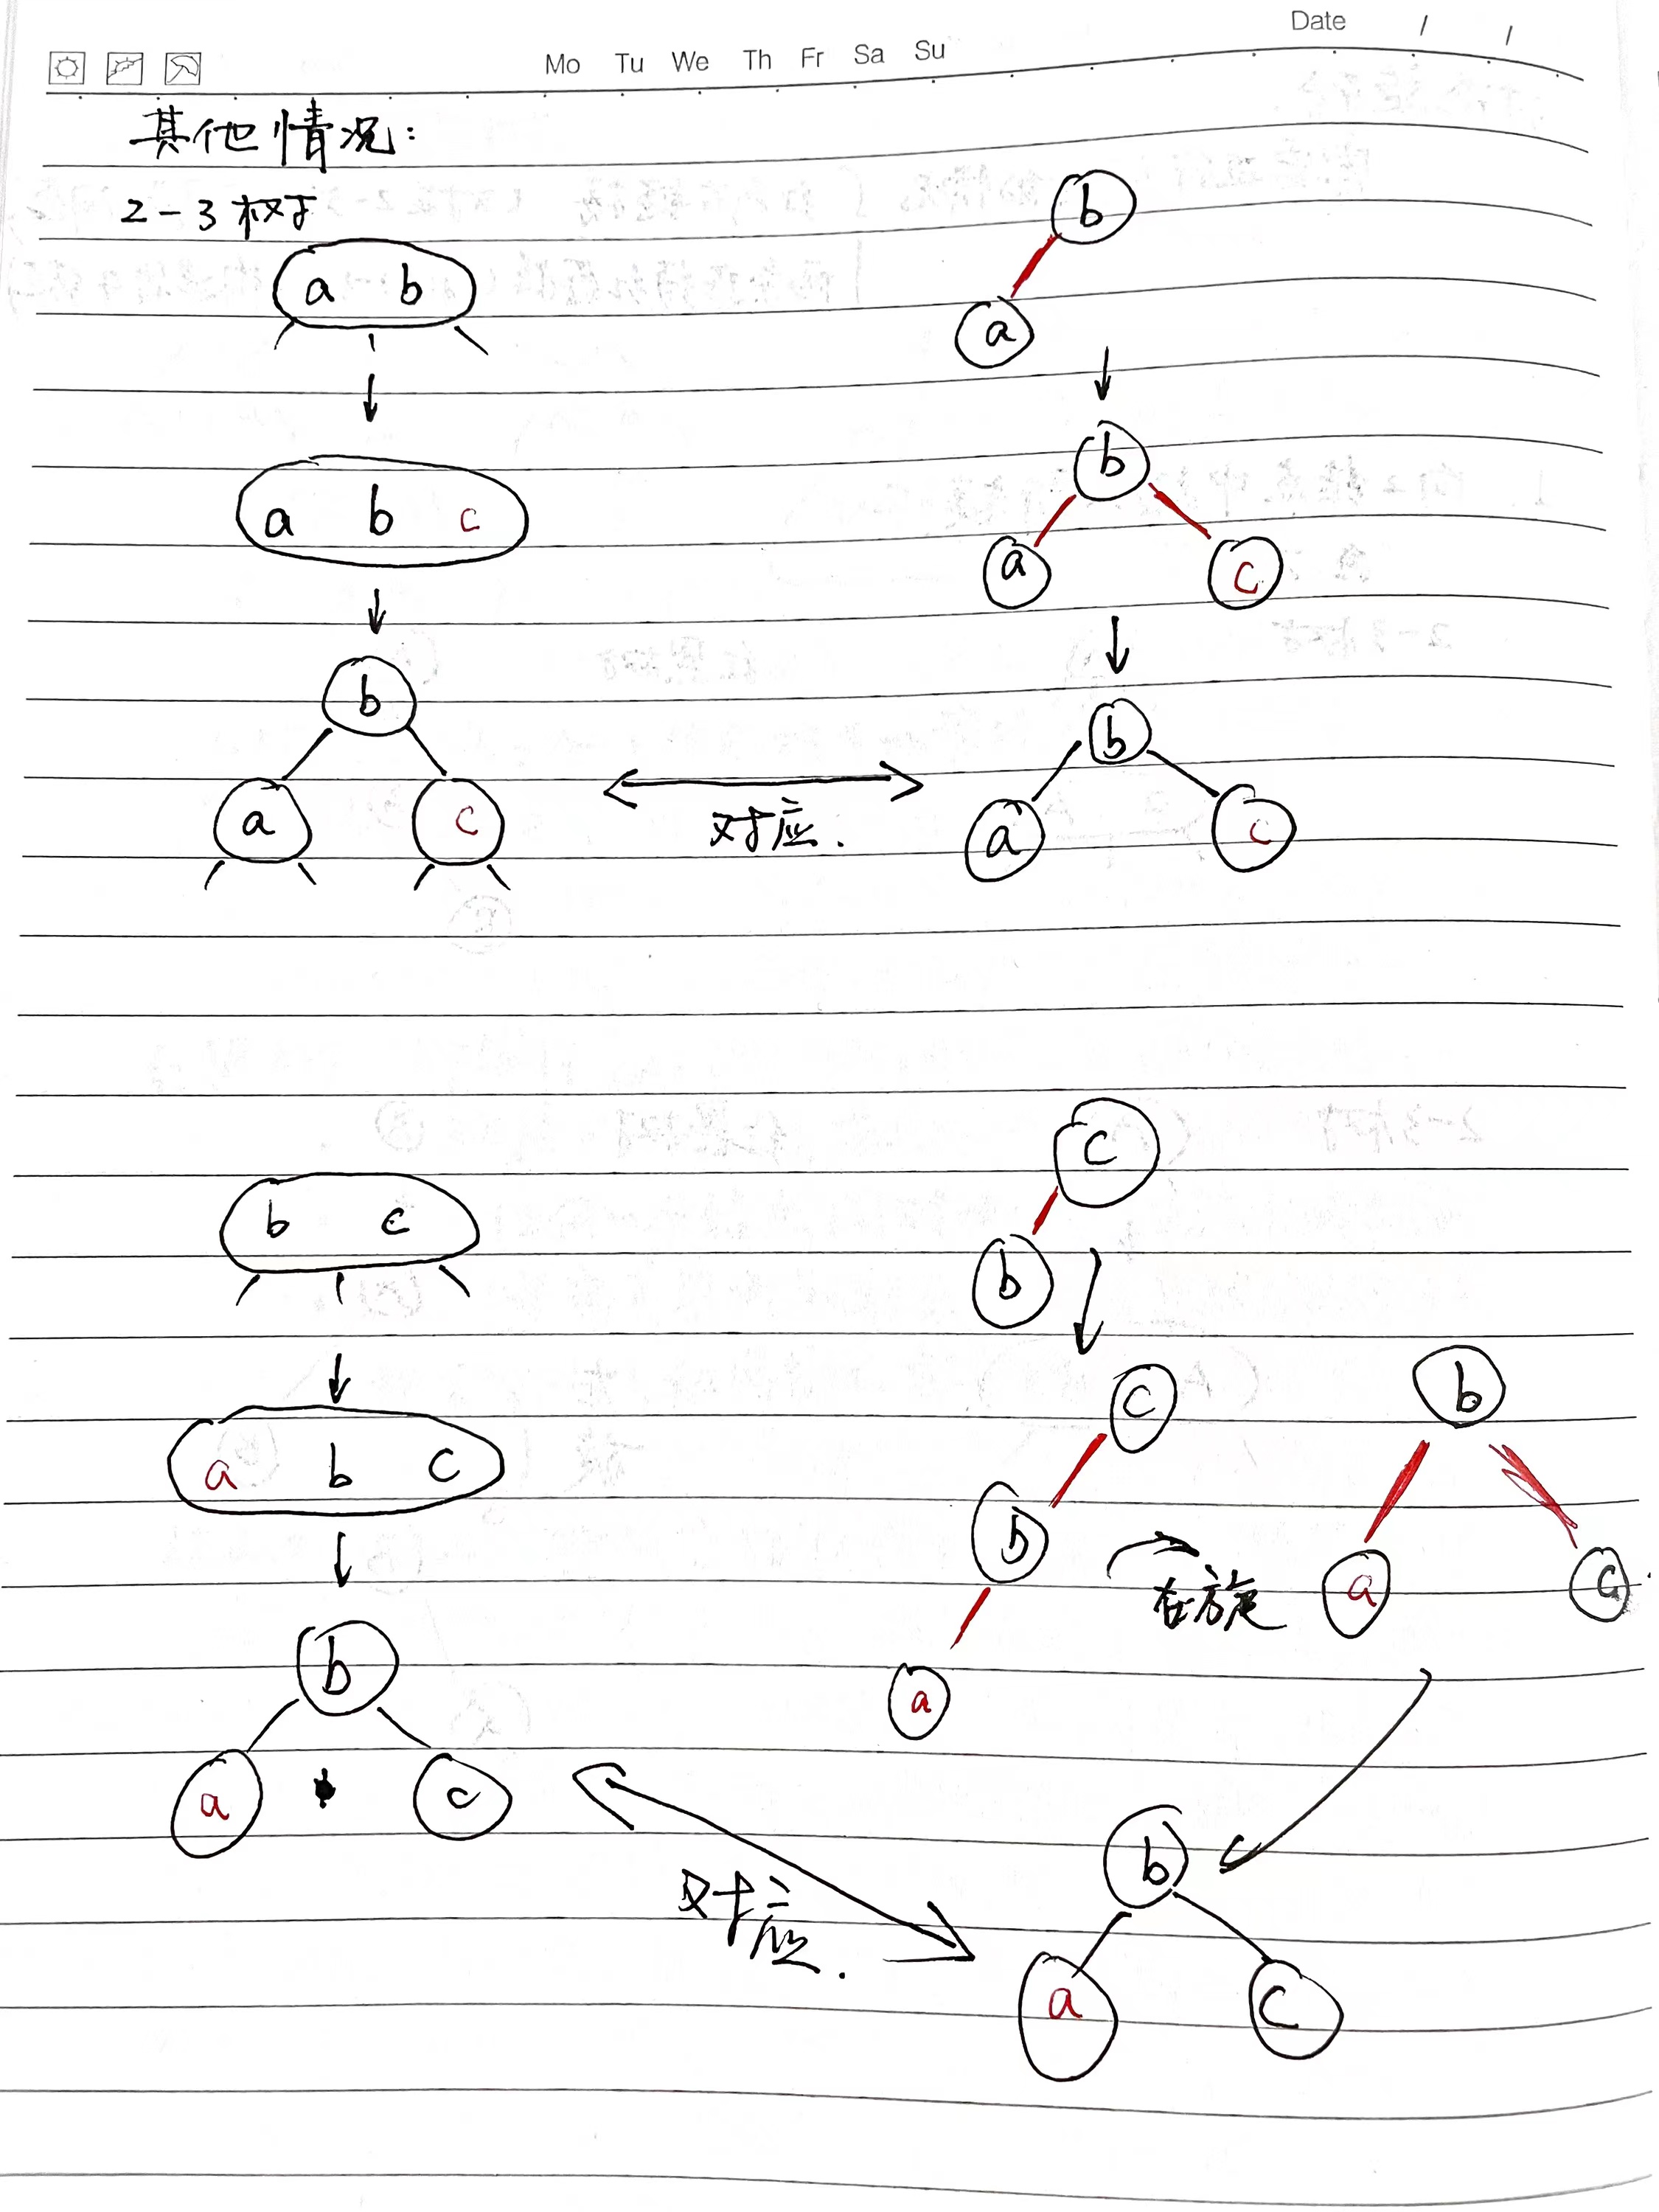 Date / /
Mo Tu We Th Fr Sa Su
其他情况:
2-3树
a b
b
a
a b c
b
a c
b
a c
对应.
b
a c
b c
c
b
a b c
c
b
a
右旋
b
a c
b
a c
对应.
b
a c